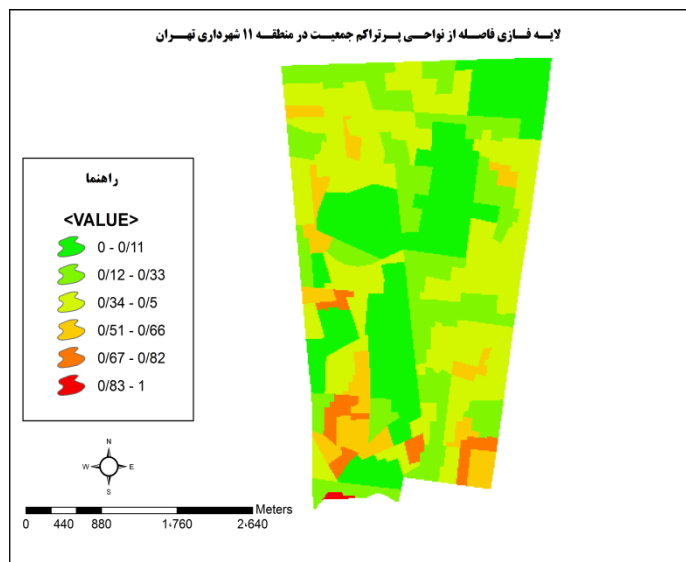 لایه فازی فاصله از نواحی پرتراکم جمعیت در منطقه ۱۱ شهرداری تهران
راهنما
<VALUE>
0 - 0/11
0/12 - 0/33
0/34 - 0/5
0/51 - 0/66
0/67 - 0/82
0/83 - 1
N
W E
S
Meters
0 440 880 1،760 2،640